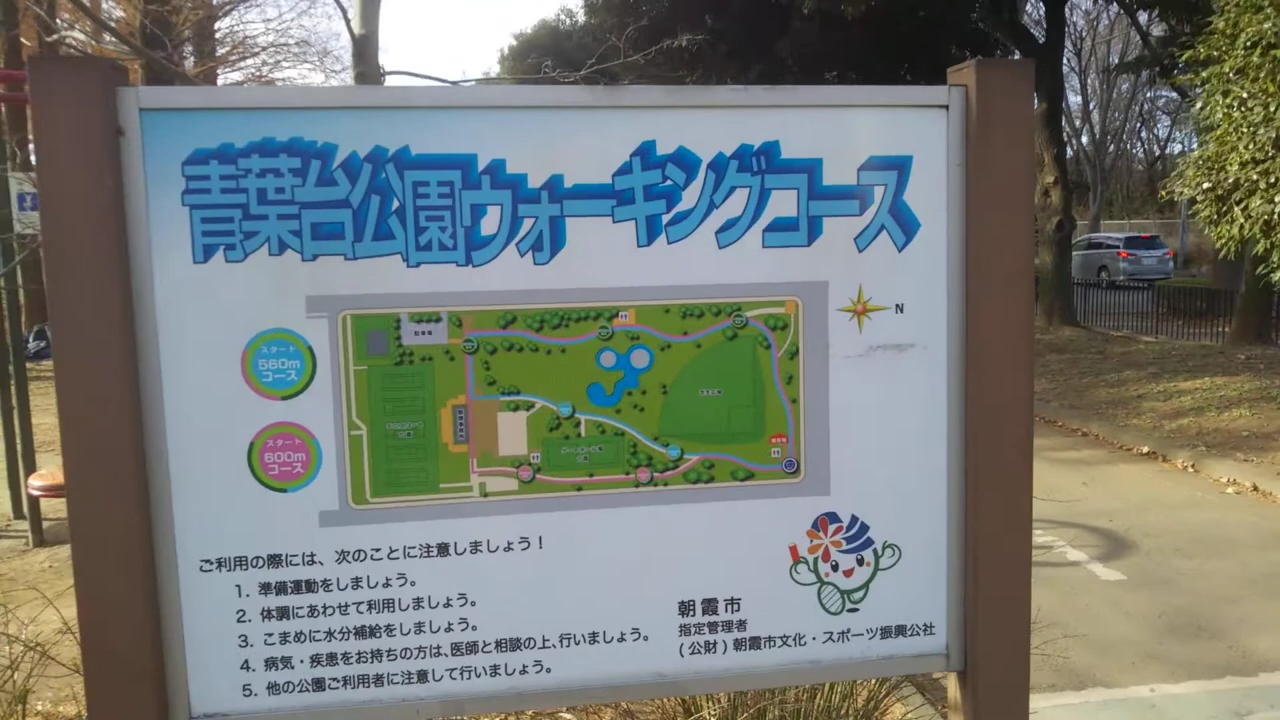 青葉台公園ウォーキングコース
スタート
560m
コース
スタート
600m
コース
駐車場
N
ご利用の際には、次のことに注意しましょう！
1. 準備運動をしましょう。
2. 体調にあわせて利用しましょう。
3. こまめに水分補給をしましょう。
4. 病気・疾患をお持ちの方は、医師と相談の上、行いましょう。
5. 他の公園ご利用者に注意して行いましょう。
朝霞市
指定管理者
(公財) 朝霞市文化・スポーツ振興公社